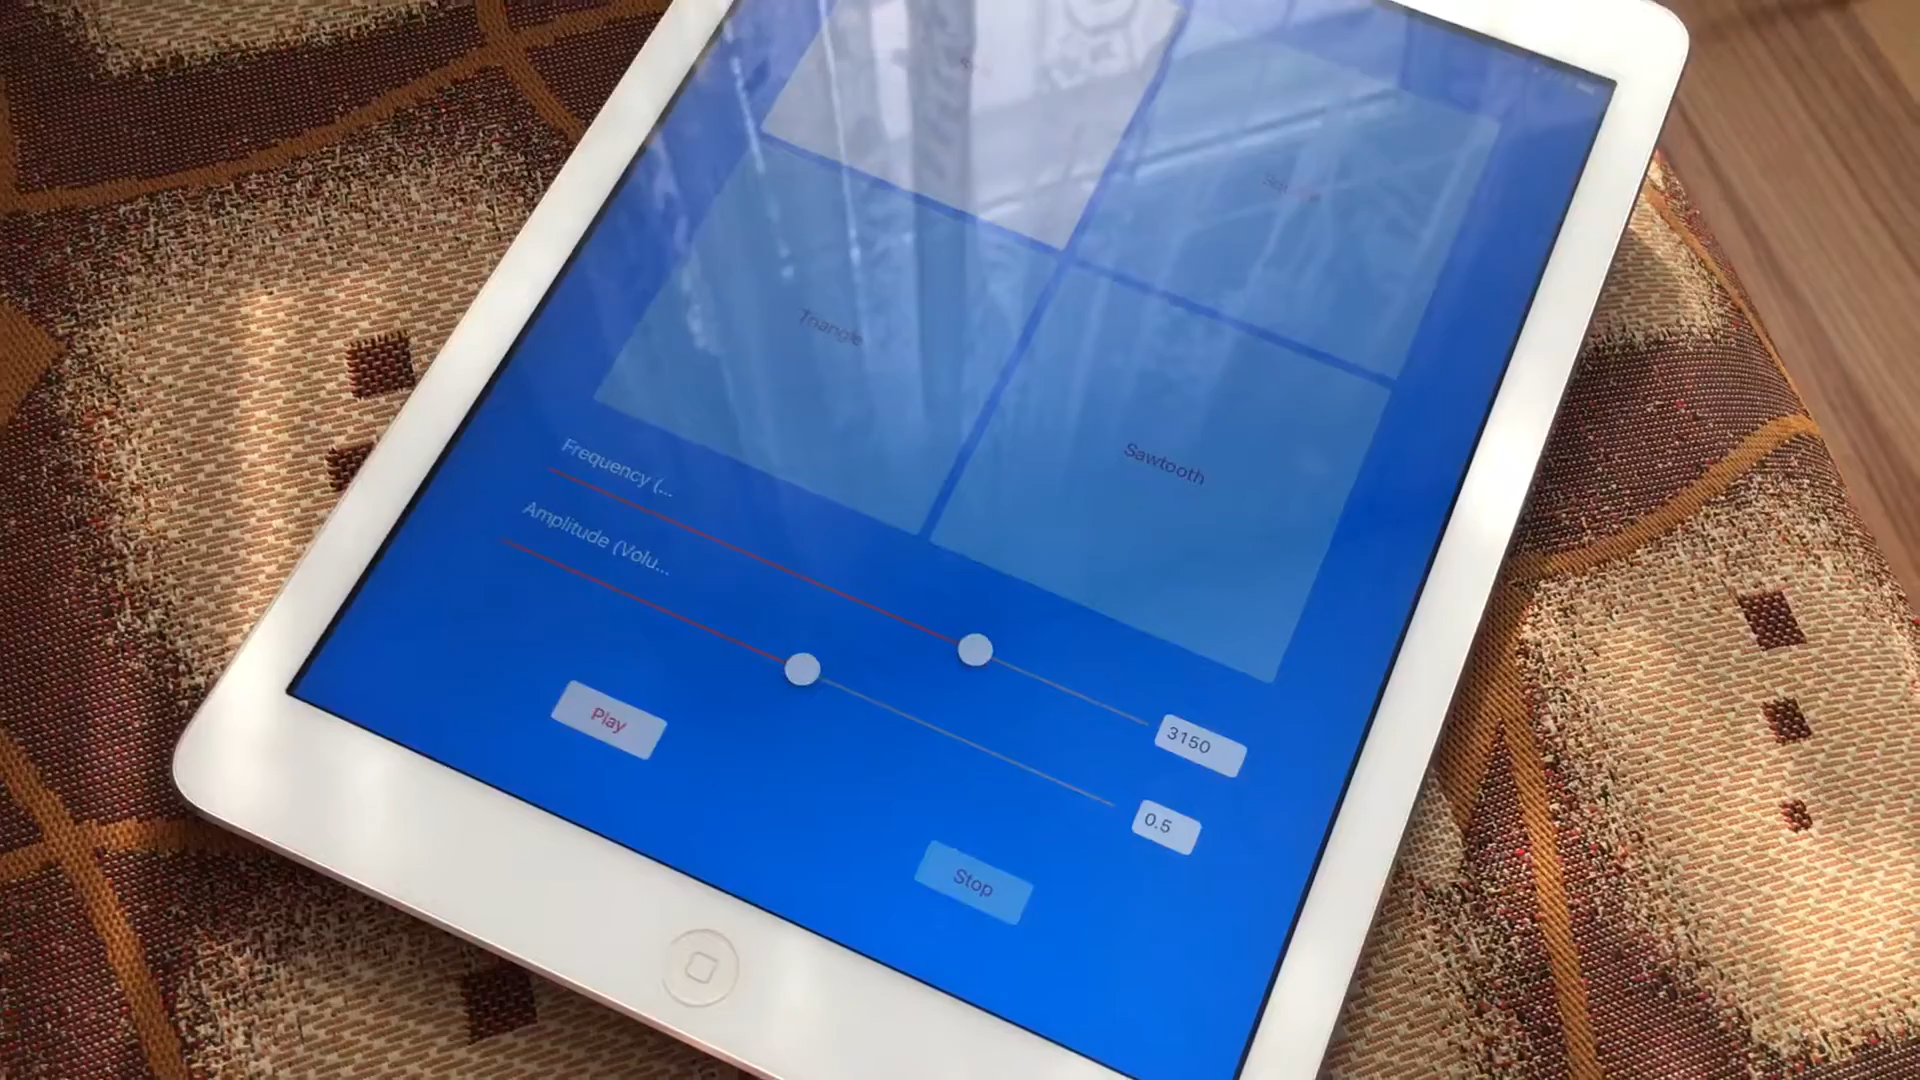 Triangle
Sawtooth
Frequency (...
3150
Amplitude (Volu...
0.5
Play
Stop